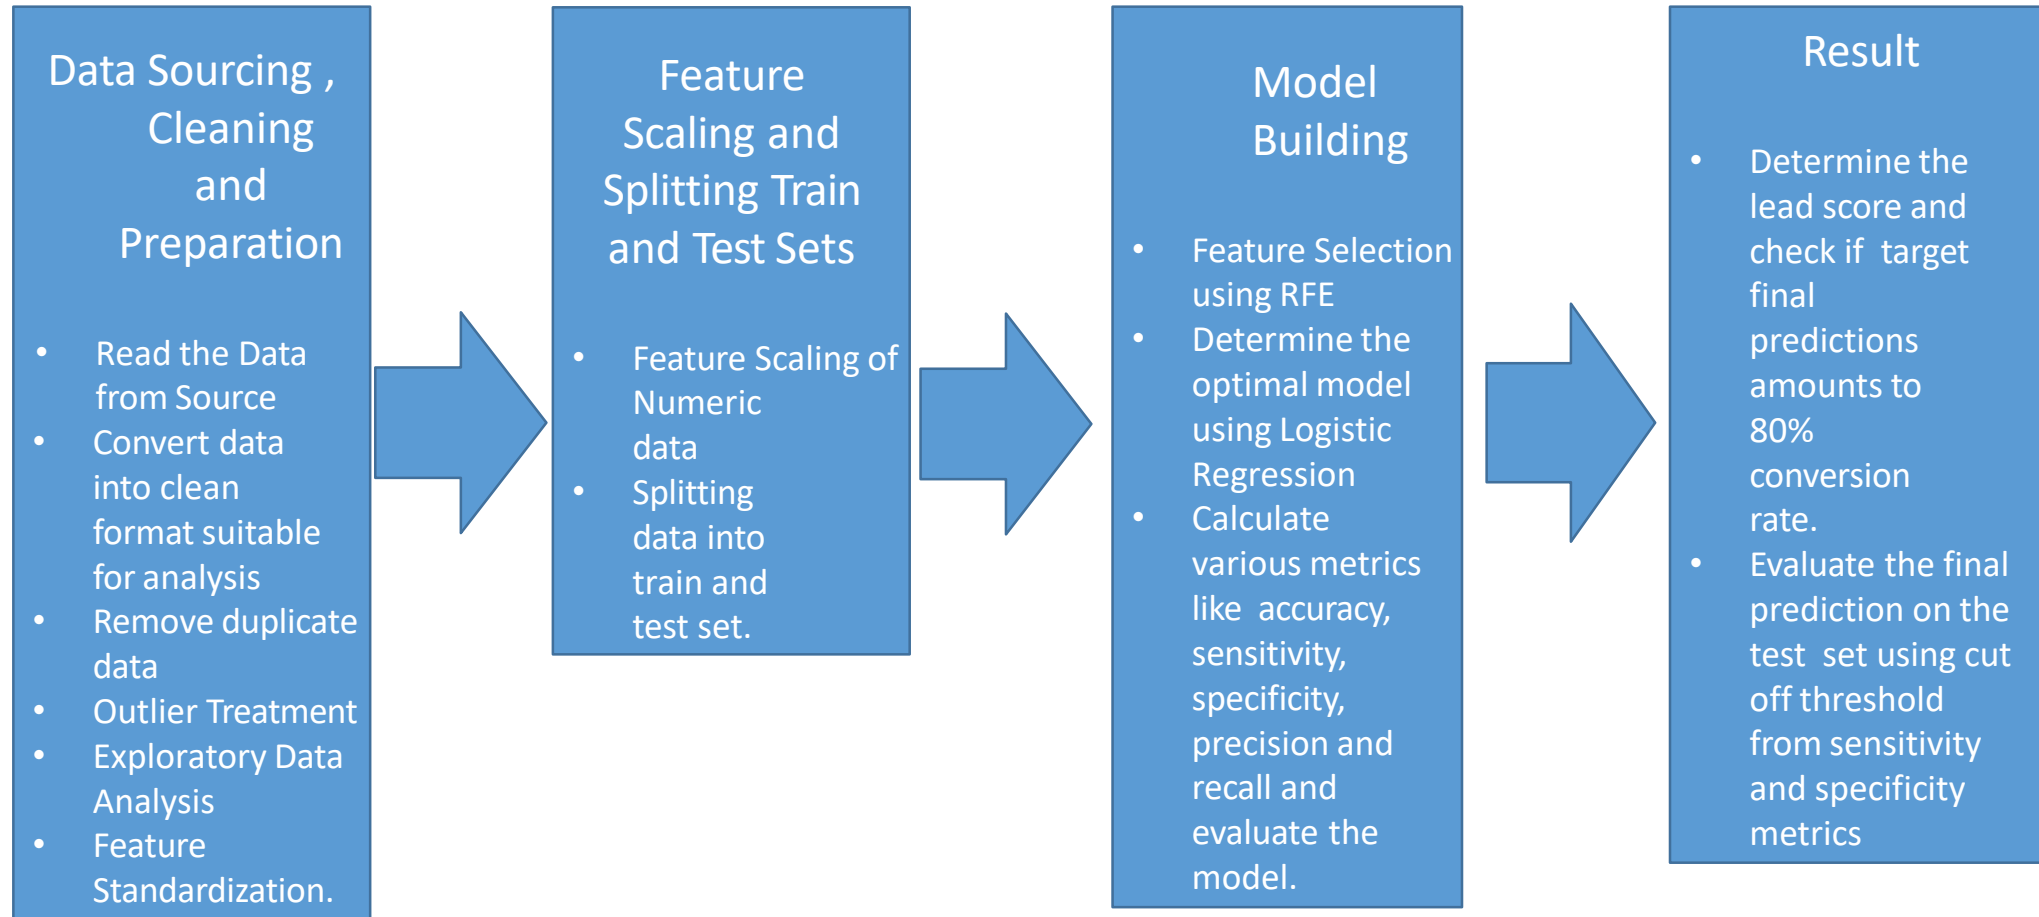 Data Sourcing ,
Cleaning
and
Preparation
• Read the Data
from Source
• Convert data
into clean
format suitable
for analysis
• Remove duplicate
data
• Outlier Treatment
• Exploratory Data
Analysis
• Feature
Standardization.
Feature
Scaling and
Splitting Train
and Test Sets
• Feature Scaling of
Numeric
data
• Splitting
data into
train and
test set.
Model
Building
• Feature Selection
using RFE
• Determine the
optimal model
using Logistic
Regression
• Calculate
various metrics
like accuracy,
sensitivity,
specificity,
precision and
recall and
evaluate the
model.
Result
• Determine the
lead score and
check if target
final
predictions
amounts to
80%
conversion
rate.
• Evaluate the final
prediction on the
test set using cut
off threshold
from sensitivity
and specificity
metrics